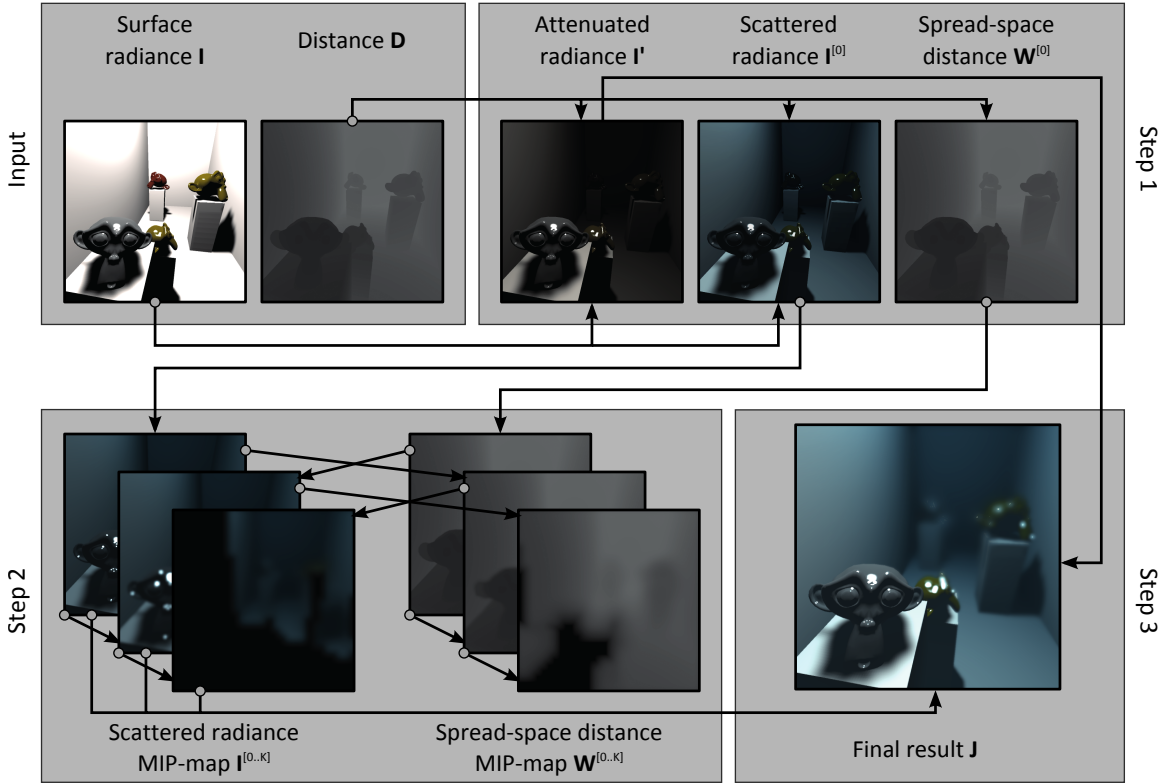 Surface
radiance I
Distance D
Attenuated
radiance I'
Scattered
radiance I[0]
Spread-space
distance W[0]
Input
Step 1
Step 2
Scattered radiance
MIP-map I[0..K]
Spread-space distance
MIP-map W[0..K]
Final result J
Step 3